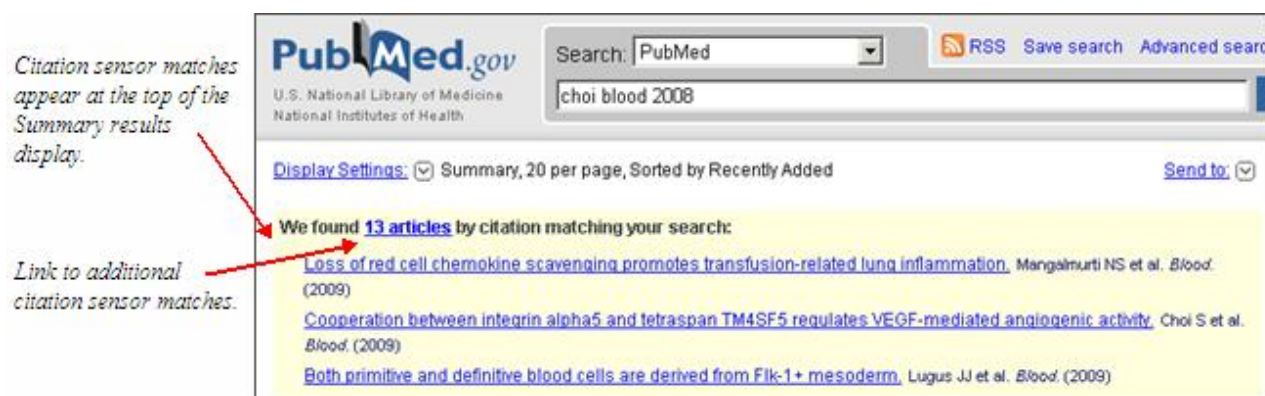 Citation sensor matches
appear at the top of the
Summary results
display.
Link to additional
citation sensor matches.
PubMed.gov
U.S. National Library of Medicine
National Institutes of Health
Search: PubMed
RSS Save search Advanced sear
choi blood 2008
Display Settings: Summary, 20 per page, Sorted by Recently Added
Send to:
We found 13 articles by citation matching your search:
Loss of red cell chemokine scavenging promotes transfusion-related lung inflammation. Mangalmurti NS et al. Blood.
(2009)
Cooperation between integrin alpha5 and tetraspan TM4SF5 regulates VEGF-mediated angiogenic activity. Choi S et al.
Blood. (2009)
Both primitive and definitive blood cells are derived from Flk-1+ mesoderm. Lugus JJ et al. Blood. (2009)